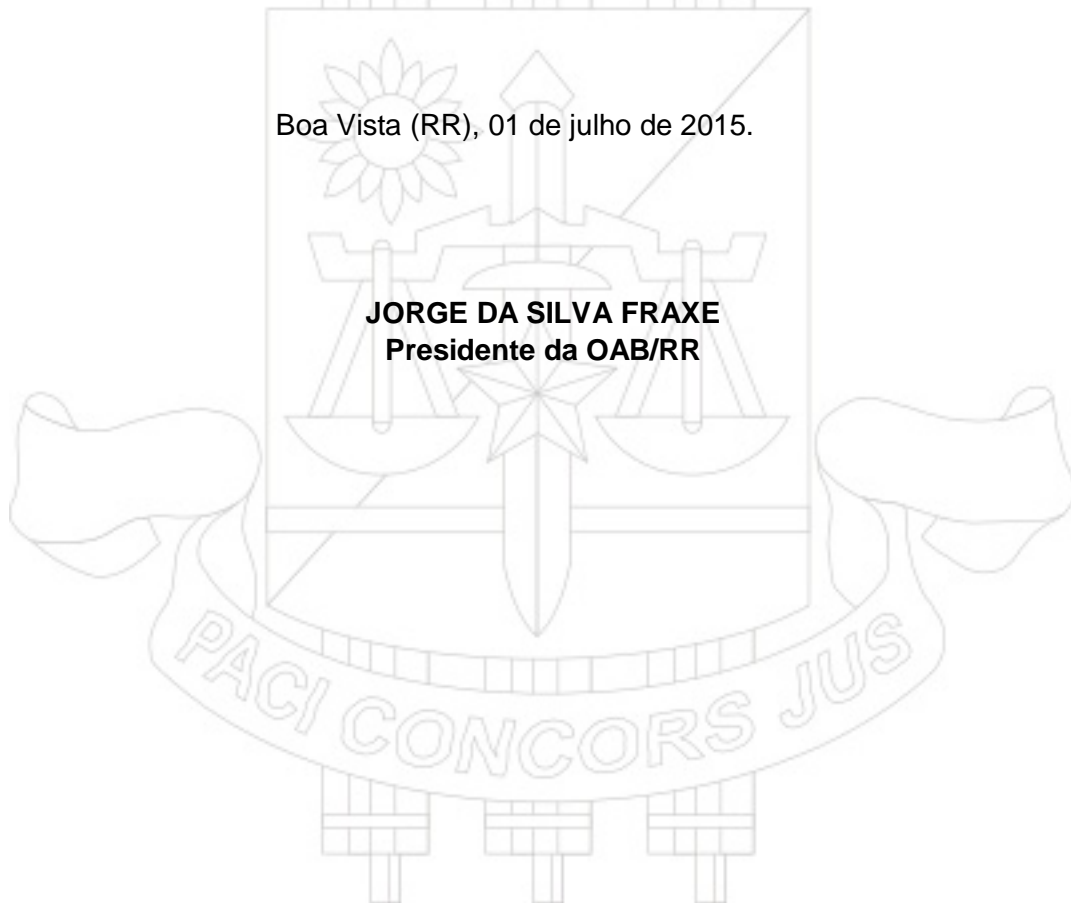 Boa Vista (RR), 01 de julho de 2015.
JORGE DA SILVA FRAXE
Presidente da OAB/RR
PACI CONCORS JUS